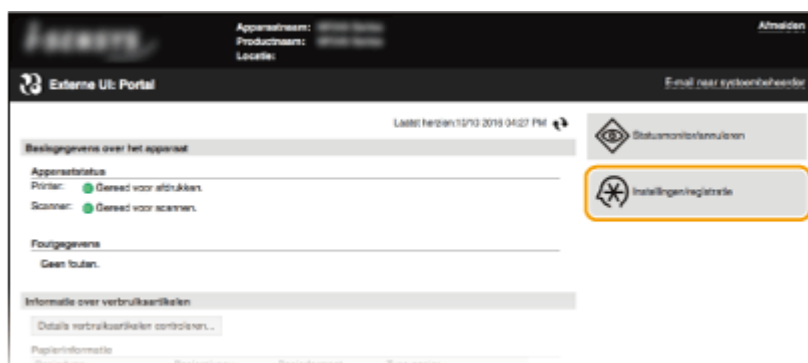 Apparaatnaam:
Productnaam:
Locatie:
Afmelden
Externe UI: Portal
E-mail naar systeembeheerder
Laatst herzien:10/10 2016 04:27 PM
Basisgegevens over het apparaat
Apparaatstatus
Printer: Gereed voor afdrukken.
Scanner: Gereed voor scannen.
Foutgegevens
Geen fouten.
Informatie over verbruiksartikelen
Details verbruiksartikelen controleren...
Papierinformatie
Statusmonitor/annuleren
Instellingen/registratie